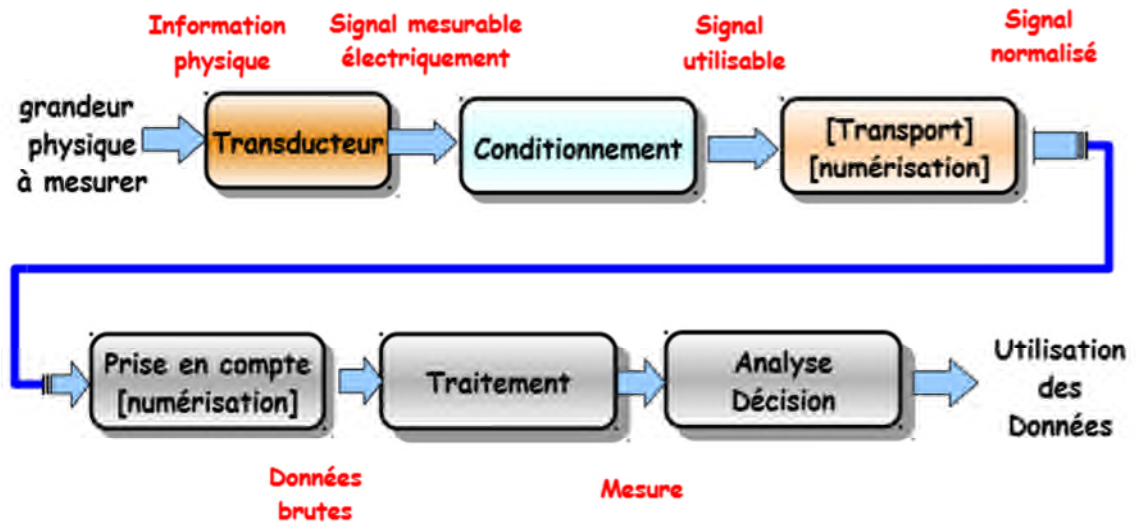 Information
physique
Signal mesurable
électriquement
Signal
utilisable
Signal
normalisé
grandeur
physique
à mesurer
Transducteur
Conditionnement
[Transport]
[numérisation]
Prise en compte
[numérisation]
Traitement
Analyse
Décision
Utilisation
des
Données
Données
brutes
Mesure